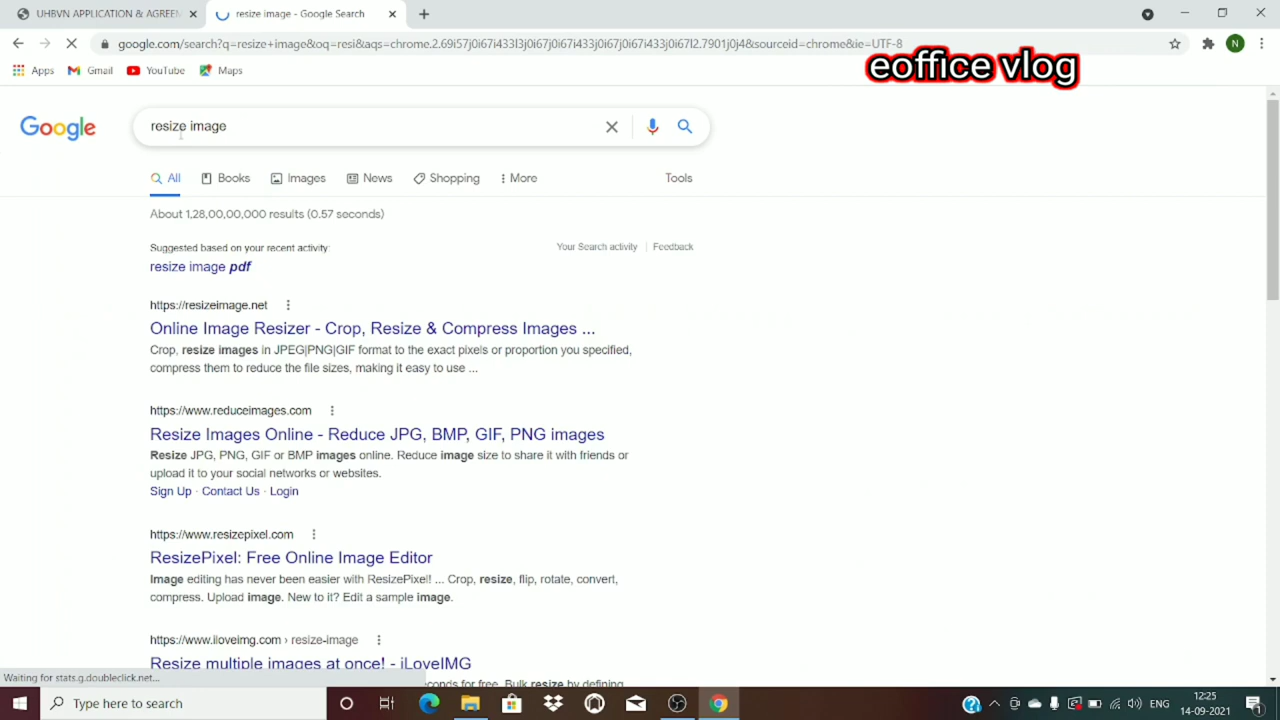 UHBVN APPLICATION & AGREEN
resize image - Google Search
google.com/search?q=resize+image&oq=resi&aqs=chrome.2.69i57j0i67i433l3j0i67i433j0i67j0i67i433j0i67l2.7901j0j4&sourceid=chrome&ie=UTF-8
N
eoffice vlog
Apps
Gmail
YouTube
Maps
Google
resize image
All
Books
Images
News
Shopping
More
Tools
About 1,28,00,00,000 results (0.57 seconds)
Suggested based on your recent activity:
Your Search activity
Feedback
resize image pdf
https://resizeimage.net
Online Image Resizer - Crop, Resize & Compress Images ...
Crop, resize images in JPEG|PNG|GIF format to the exact pixels or proportion you specified,
compress them to reduce the file sizes, making it easy to use ...
https://www.reduceimages.com
Resize Images Online - Reduce JPG, BMP, GIF, PNG images
Resize JPG, PNG, GIF or BMP images online. Reduce image size to share it with friends or
upload it to your social networks or websites.
Sign Up · Contact Us · Login
https://www.resizepixel.com
ResizePixel: Free Online Image Editor
Image editing has never been easier with ResizePixel! ... Crop, resize, flip, rotate, convert,
compress. Upload image. New to it? Edit a sample image.
https://www.iloveimg.com › resize-image
Resize multiple images at once! - iLoveIMG
conds for free. Bulk resize by defining
Waiting for stats.g.doubleclick.net...
Type here to search
ENG
12:25
14-09-2021
1